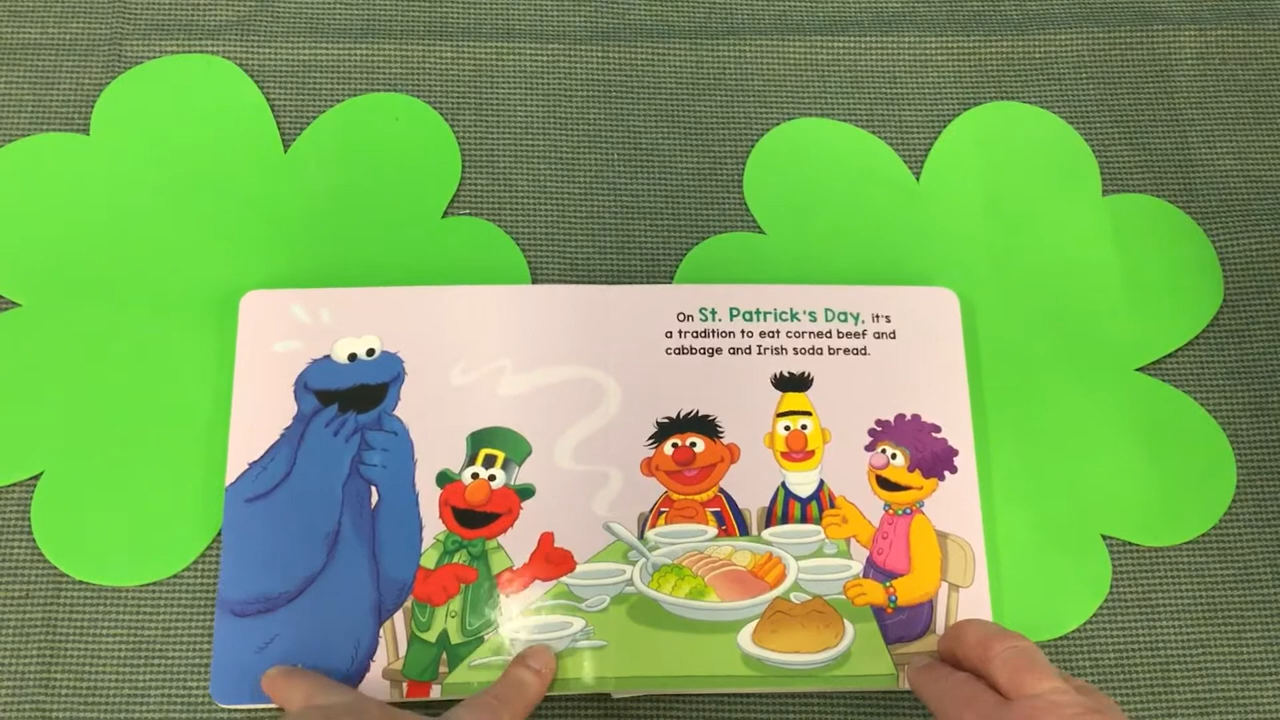 On St. Patrick's Day, it's
a tradition to eat corned beef and
cabbage and Irish soda bread.